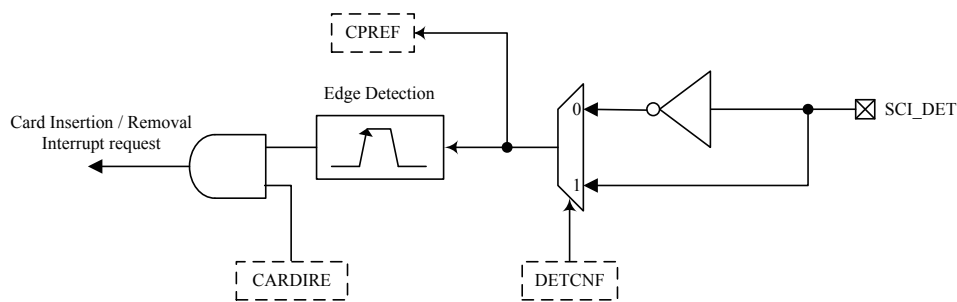 CPREF
Edge Detection
0
SCI_DET
Card Insertion / Removal
Interrupt request
1
CARDIRE
DETCNF